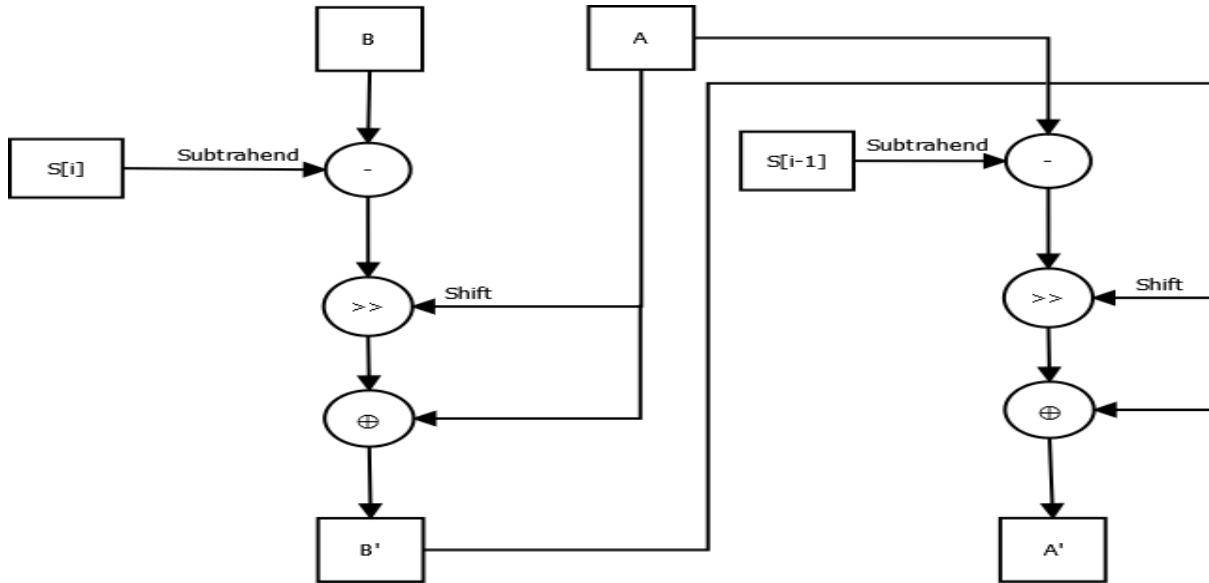 B
A
S[i]
Subtrahend
-
S[i-1]
Subtrahend
-
>>
Shift
>>
Shift
⊕
⊕
B'
A'